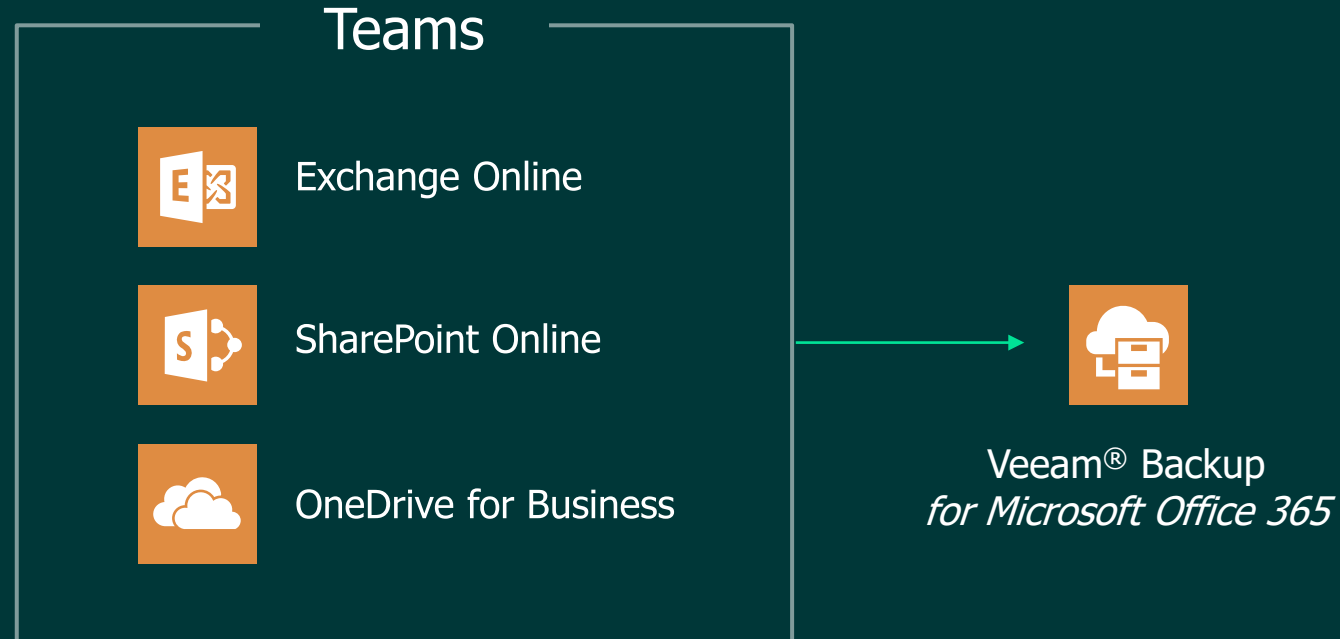 Teams
E
Exchange Online
S
SharePoint Online
OneDrive for Business
Veeam® Backup
for Microsoft Office 365